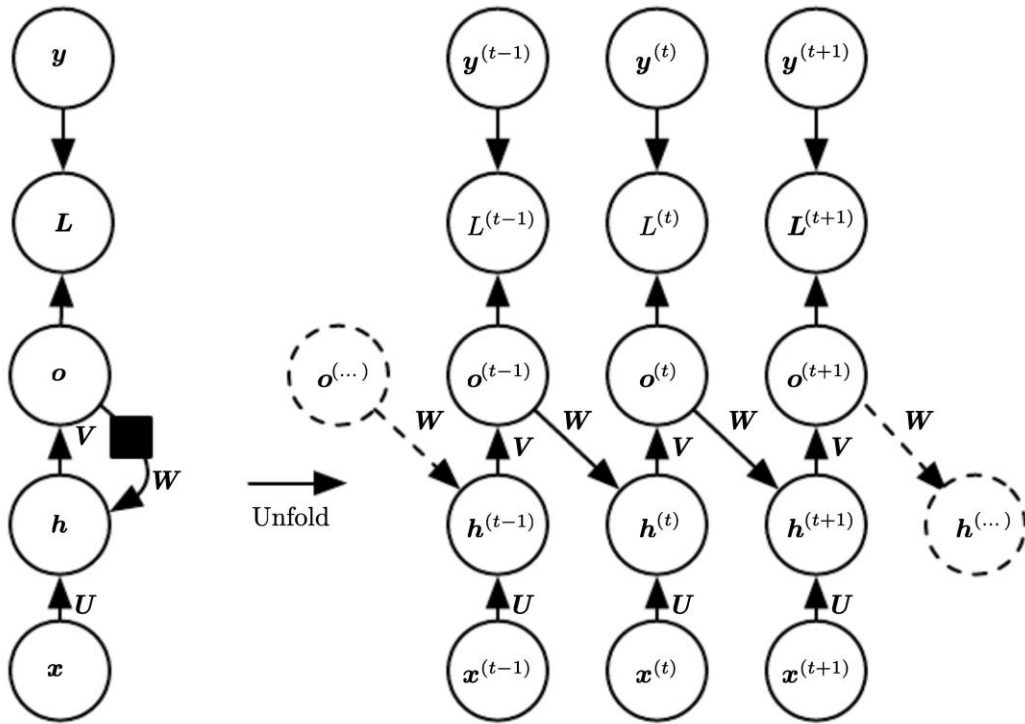 y y^(t−1) y^(t) y^(t+1)
L L^(t−1) L^(t) L^(t+1)
o o^(...) o^(t−1) o^(t) o^(t+1)
W W W W
V V V V
W
Unfold
h h^(t−1) h^(t) h^(t+1) h^(...)
U U U U
x x^(t−1) x^(t) x^(t+1)